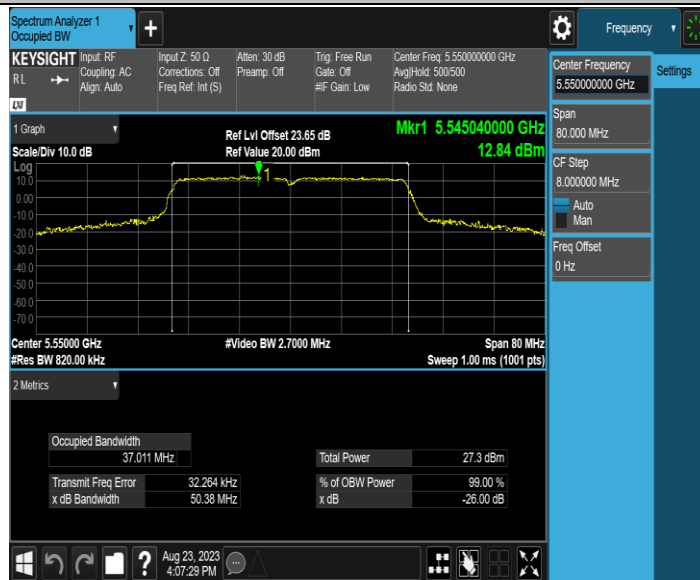 Spectrum Analyzer 1
Occupied BW
+
Frequency
KEYSIGHT
R L
LXI
Input: RF
Coupling: AC
Align: Auto
Input Z: 50 Ω
Corrections: Off
Freq Ref: Int (S)
Atten: 30 dB
Preamp: Off
Trig: Free Run
Gate: Off
#IF Gain: Low
Center Freq: 5.550000000 GHz
Avg|Hold: 500/500
Radio Std: None
Center Frequency
5.550000000 GHz
Settings
Span
80.000 MHz
CF Step
8.000000 MHz
Auto
Man
Freq Offset
0 Hz
1 Graph
Scale/Div 10.0 dB
Ref Lvl Offset 23.65 dB
Ref Value 20.00 dBm
Mkr1 5.545040000 GHz
12.84 dBm
Log
10.0
0.00
-10.0
-20.0
-30.0
-40.0
-50.0
-60.0
-70.0
1
Center 5.55000 GHz
#Res BW 820.00 kHz
#Video BW 2.7000 MHz
Span 80 MHz
Sweep 1.00 ms (1001 pts)
2 Metrics
Occupied Bandwidth
37.011 MHz
Total Power 27.3 dBm
Transmit Freq Error 32.264 kHz
% of OBW Power 99.00 %
x dB Bandwidth 50.38 MHz
x dB -26.00 dB
?
Aug 23, 2023
4:07:29 PM